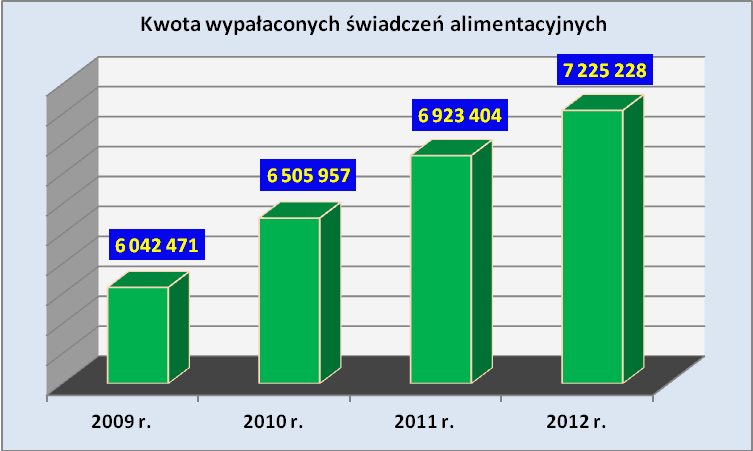 Kwota wypałaconych świadczeń alimentacyjnych
7 225 228
6 923 404
6 505 957
6 042 471
2009 r. 2010 r. 2011 r. 2012 r.